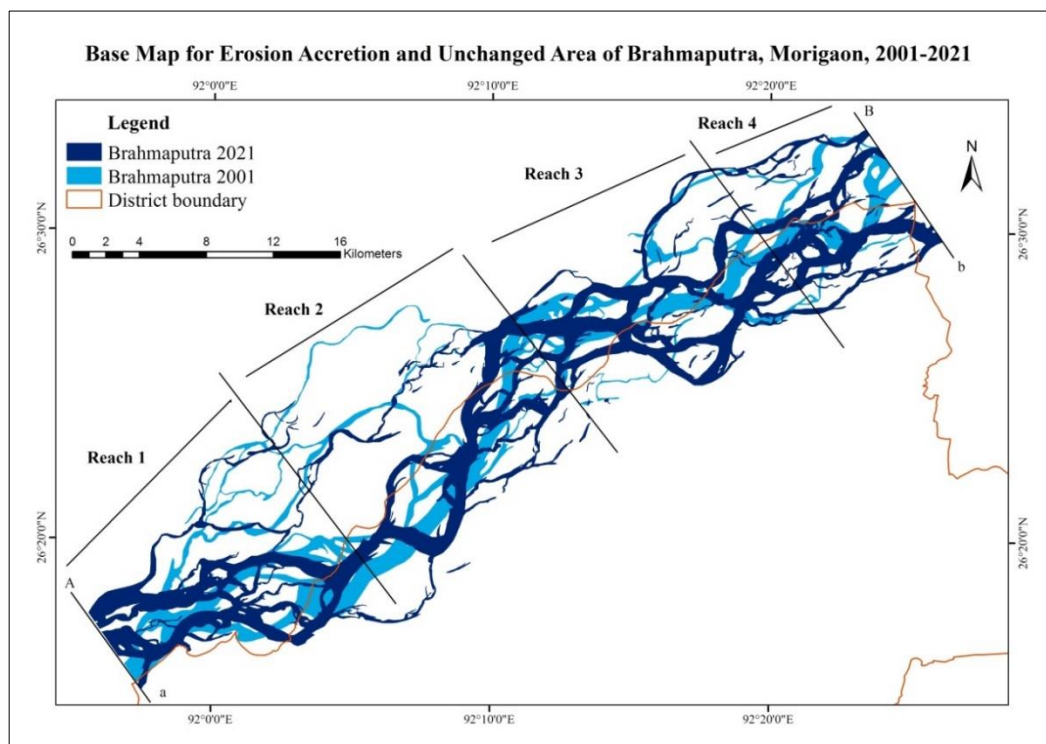 Base Map for Erosion Accretion and Unchanged Area of Brahmaputra, Morigaon, 2001-2021
92°0'0"E
92°10'0"E
92°20'0"E
Legend
Brahmaputra 2021
Brahmaputra 2001
District boundary
0 2 4 8 12 16
Kilometers
Reach 4
B
N
Reach 3
26°30'0"N
26°30'0"N
b
Reach 2
Reach 1
26°20'0"N
26°20'0"N
A
a
92°0'0"E
92°10'0"E
92°20'0"E